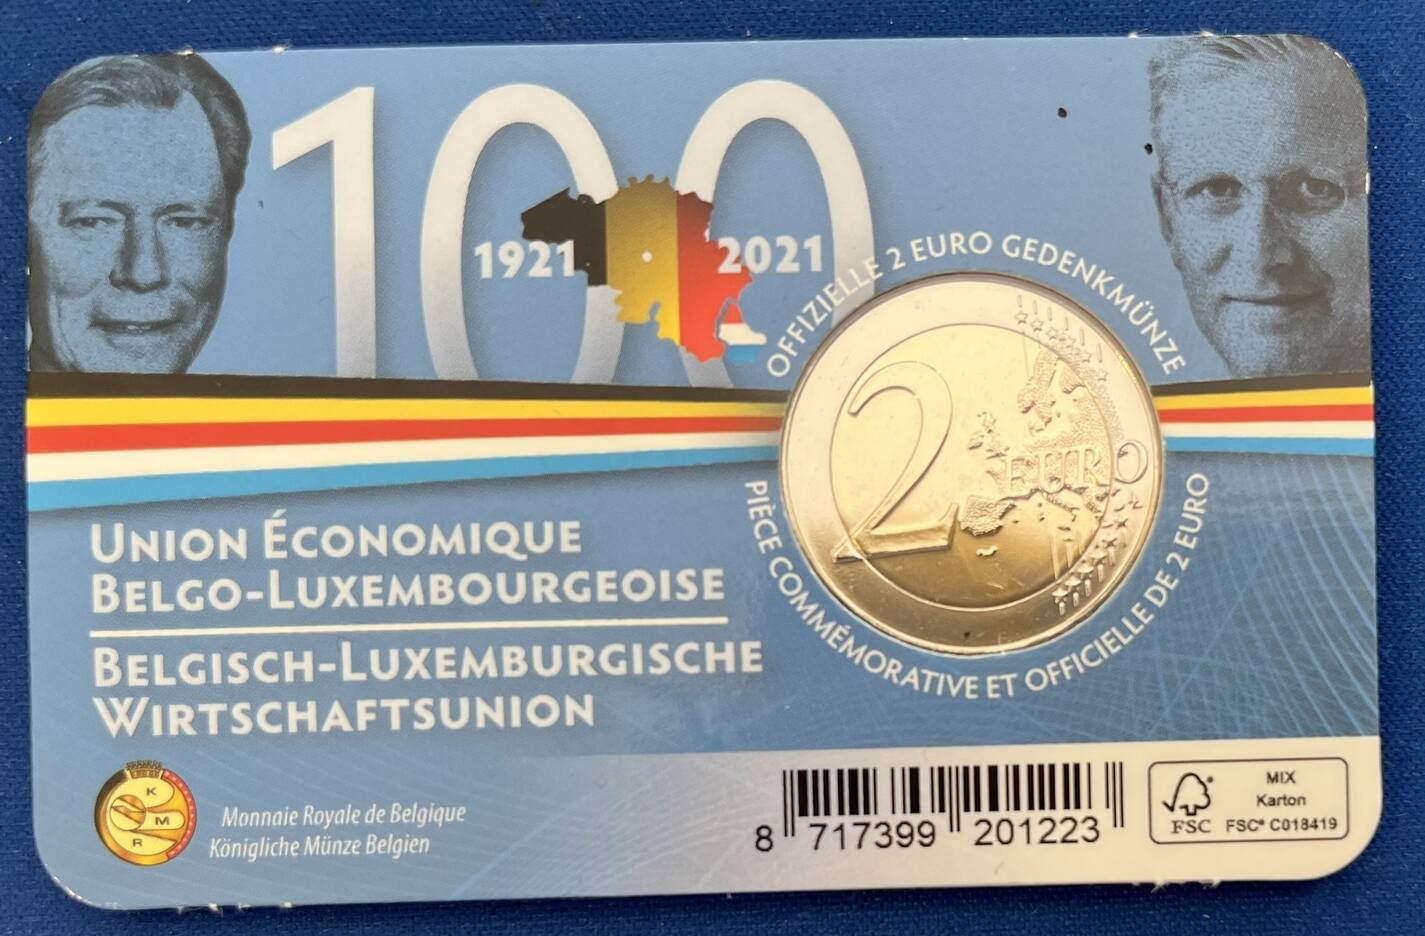 100
1921
2021
OFFIZIELLE 2 EURO GEDENKMÜNZE
2
EURO
PIÈCE COMMÉMORATIVE ET OFFICIELLE DE 2 EURO
UNION ÉCONOMIQUE
BELGO-LUXEMBOURGEOISE
BELGISCH-LUXEMBURGISCHE
WIRTSCHAFTSUNION
K
M
R
Monnaie Royale de Belgique
Königliche Münze Belgien
8 717399 201223
FSC
MIX
Karton
FSC® C018419